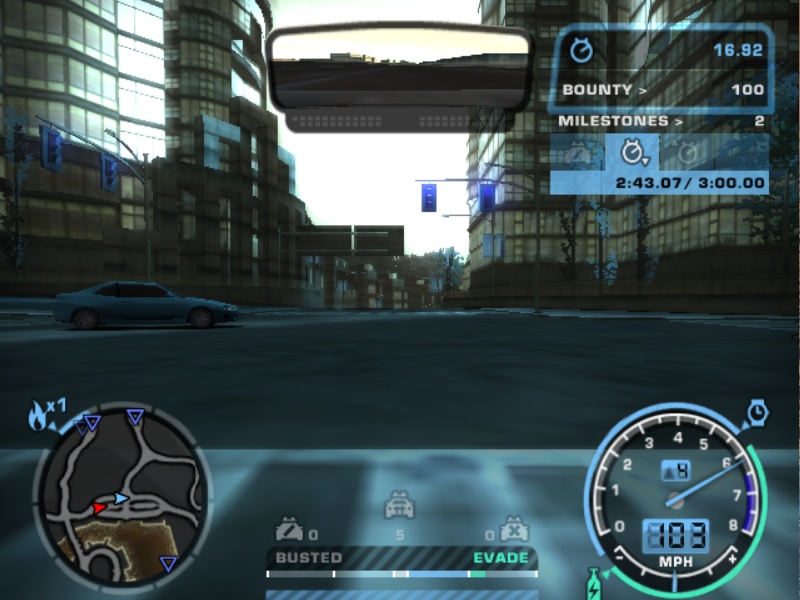 16.92
BOUNTY > 100
MILESTONES > 2
2:43.07/ 3:00.00
x1
0 5 0
BUSTED EVADE
0 1 2 3 4 5 6 7 8
4
103
MPH
- +